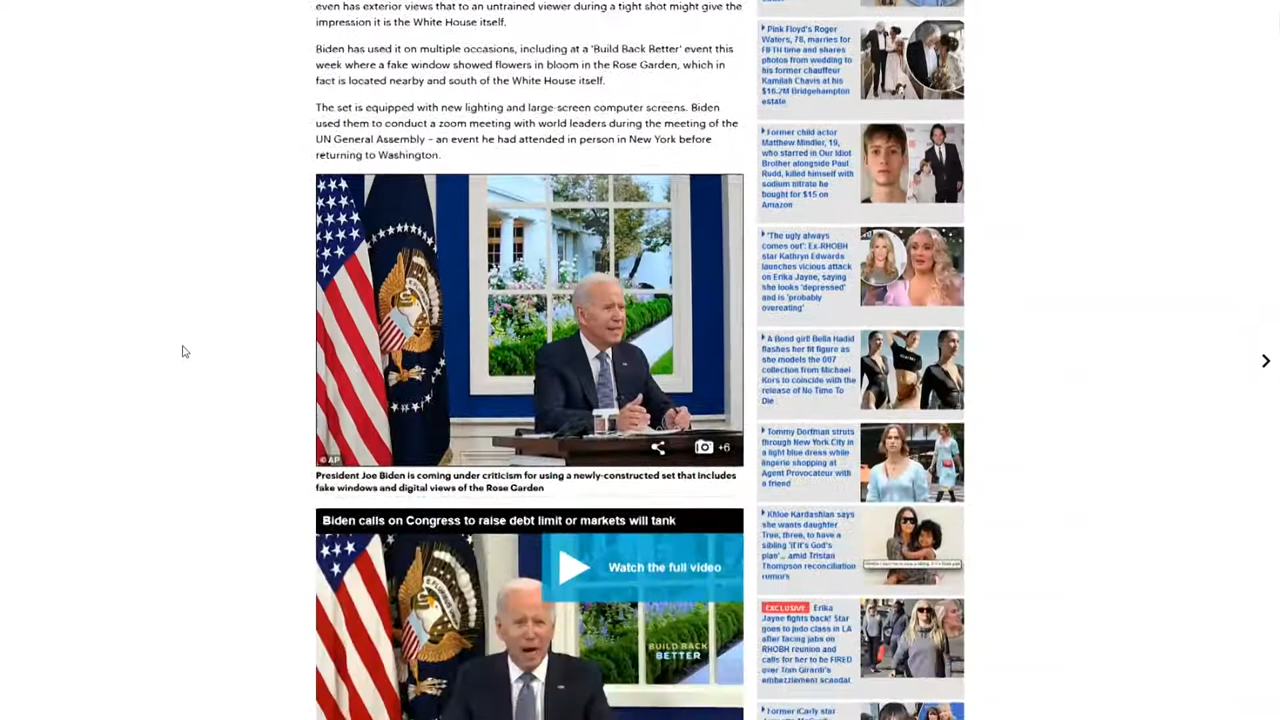 even has exterior views that to an untrained viewer during a tight shot might give the
impression it is the White House itself.
Biden has used it on multiple occasions, including at a 'Build Back Better' event this
week where a fake window showed flowers in bloom in the Rose Garden, which in
fact is located nearby and south of the White House itself.
The set is equipped with new lighting and large-screen computer screens. Biden
used them to conduct a zoom meeting with world leaders during the meeting of the
UN General Assembly – an event he had attended in person in New York before
returning to Washington.
© AP
+6
President Joe Biden is coming under criticism for using a newly-constructed set that includes
fake windows and digital views of the Rose Garden
Biden calls on Congress to raise debt limit or markets will tank
Watch the full video
BUILD BACK
BETTER
Pink Floyd's Roger
Waters, 78, marries for
FIFTH time and shares
photos from wedding to
his former chauffeur
Kamilah Chavis at his
$16.2M Bridgehampton
estate
Former child actor
Matthew Mindler, 19,
who starred in Our Idiot
Brother alongside Paul
Rudd, killed himself with
sodium nitrate he
bought for $15 on
Amazon
'The ugly always
comes out': Ex-RHOBH
star Kathryn Edwards
launches vicious attack
on Erika Jayne, saying
she looks 'depressed'
and is 'probably
overeating'
A Bond girl! Bella Hadid
flashes her fit figure as
she models the 007
collection from Michael
Kors to coincide with the
release of No Time To
Die
Tommy Dorfman struts
through New York City in
a light blue dress while
lingerie shopping at
Agent Provocateur with
a friend
Khloe Kardashian says
she wants daughter
True, three, to have a
sibling 'if it's God's
plan'... amid Tristan
Thompson reconciliation
rumors
EXCLUSIVE Erika
Jayne fights back! Star
goes to judo class in LA
after facing jabs on
RHOBH reunion and
calls for her to be FIRED
over Tom Girardi's
embezzlement scandal
Former iCarly star